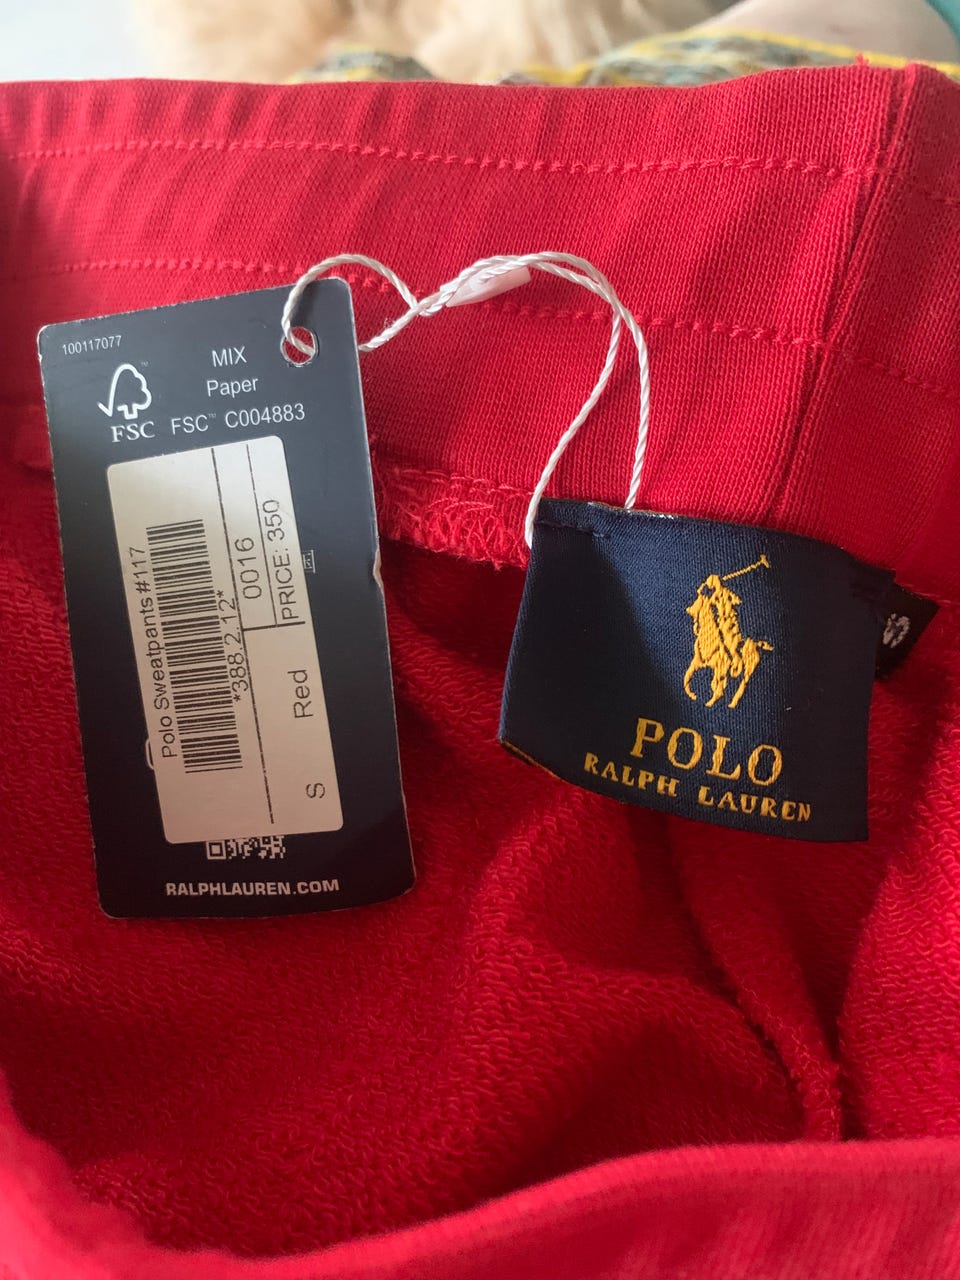 100117077
MIX
Paper
FSC
FSC™ C004883
Polo Sweatpants #117
*388.2.12*
0016
PRICE: 350
Red
S
RALPHLAUREN.COM
POLO
RALPH LAUREN